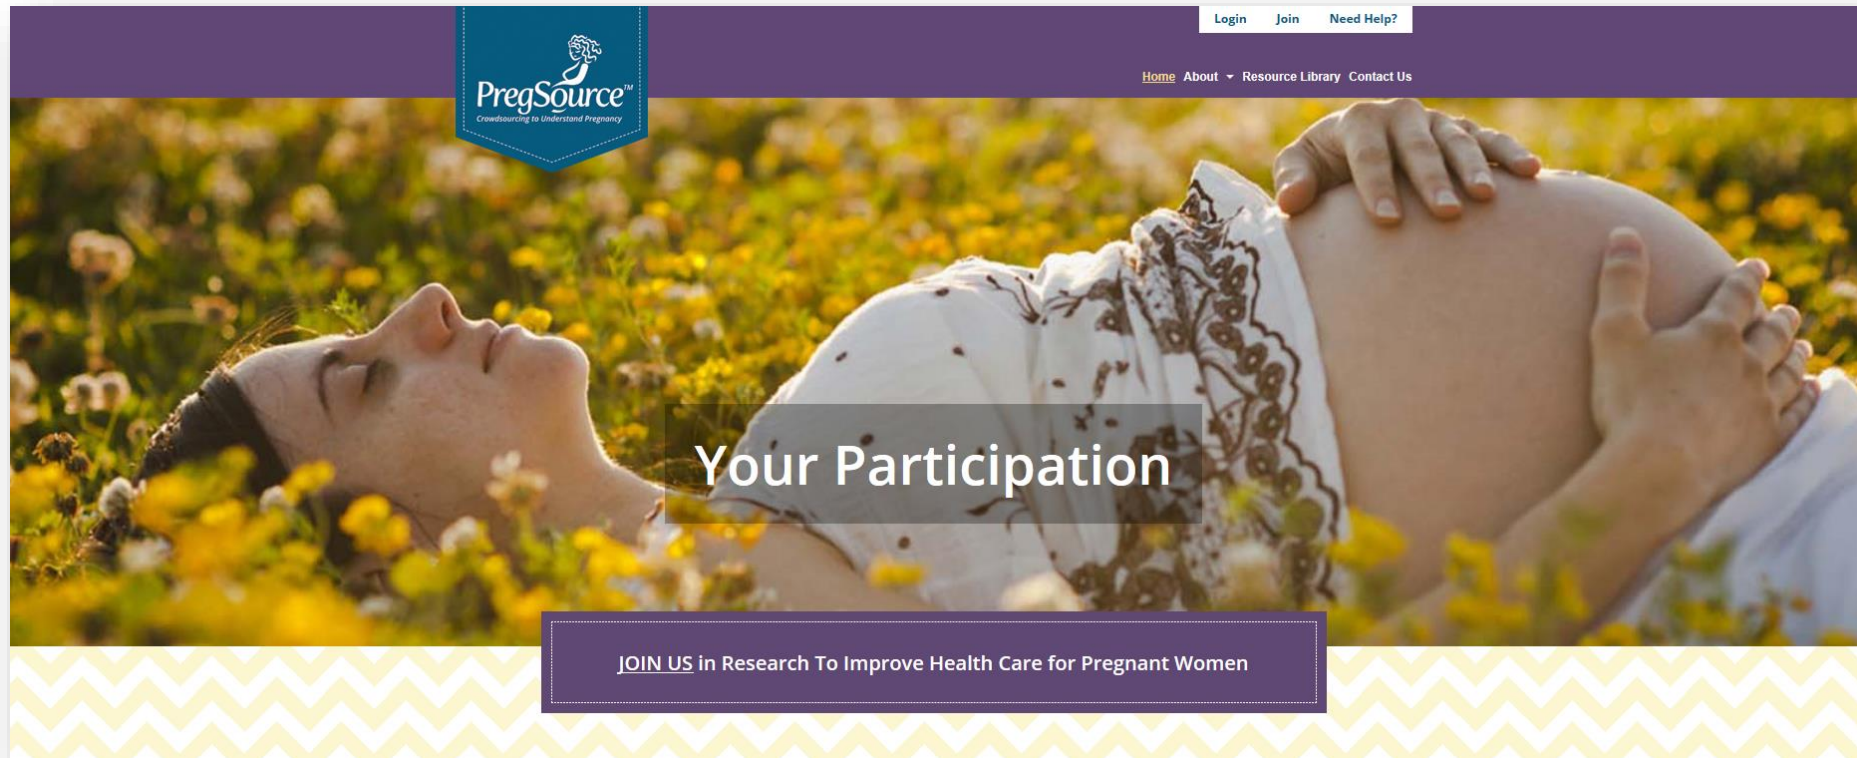 Login Join Need Help?
PregSource™
Crowdsourcing to Understand Pregnancy
Home About Resource Library Contact Us
Your Participation
JOIN US in Research To Improve Health Care for Pregnant Women